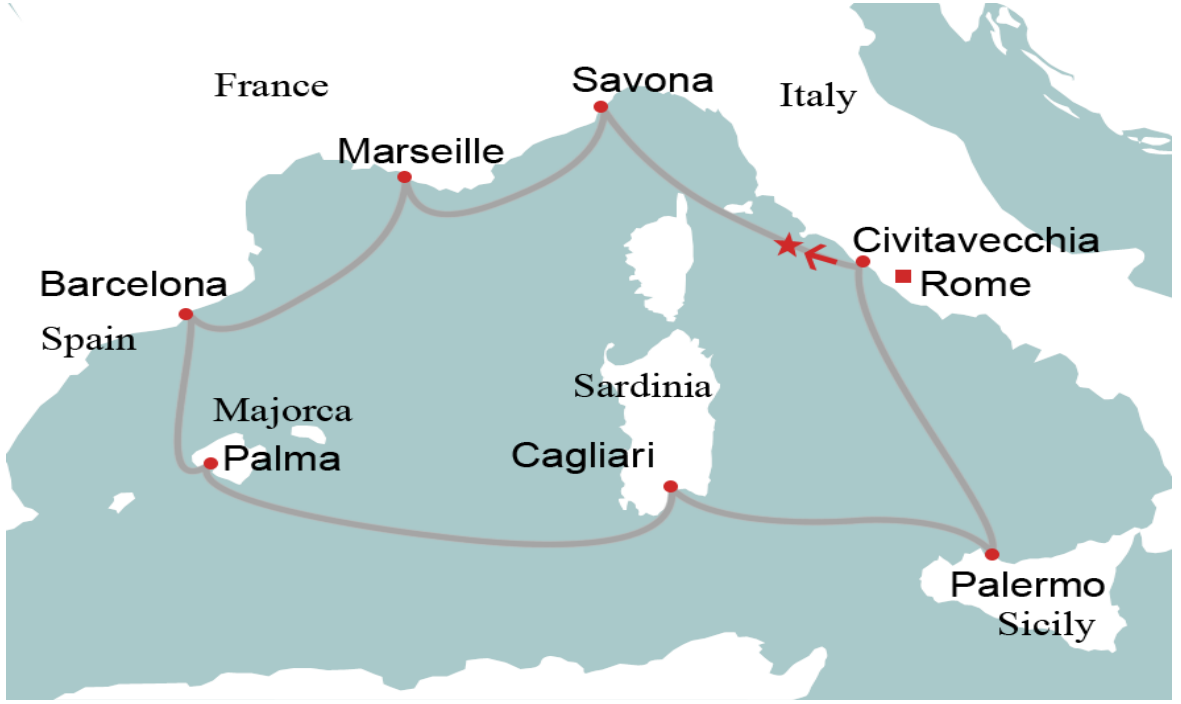 Savona
France
Italy
Marseille
Civitavecchia
Rome
Barcelona
Spain
Sardinia
Majorca
Palma
Cagliari
Palermo
Sicily